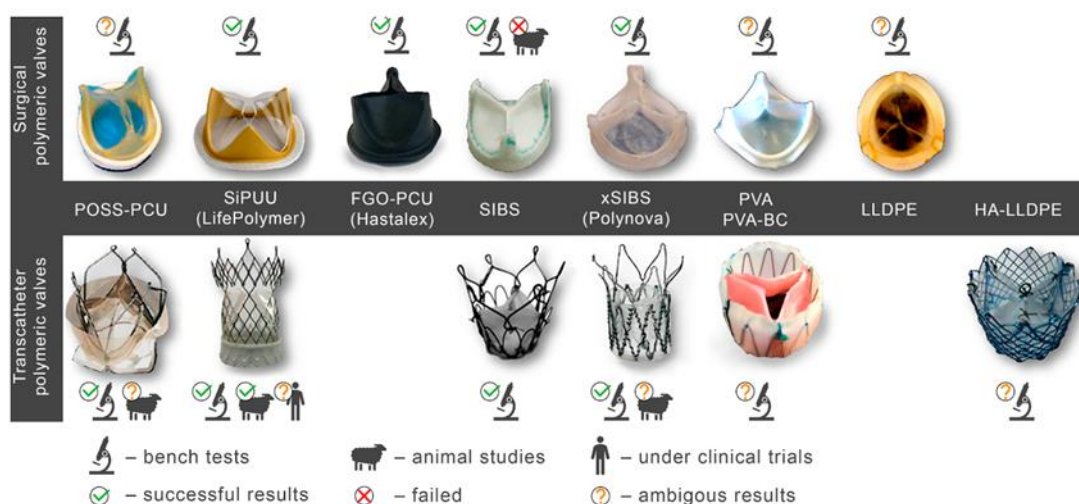 Surgical
polymeric valves
POSS-PCU
SiPUU
(LifePolymer)
FGO-PCU
(Hastalex)
SIBS
xSIBS
(Polynova)
PVA
PVA-BC
LLDPE
HA-LLDPE
Transcatheter
polymeric valves
– bench tests
– animal studies
– under clinical trials
– successful results
– failed
– ambigous results